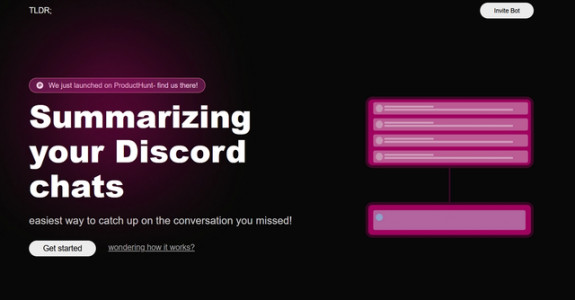 TLDR;
Invite Bot
We just launched on ProductHunt- find us there!
Summarizing
your Discord
chats
easiest way to catch up on the conversation you missed!
Get started
wondering how it works?